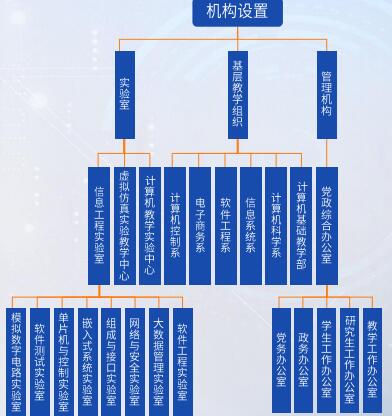 机构设置
实验室
基层教学组织
管理机构
信息工程实验室
虚拟仿真实验教学中心
计算机教学实验中心
计算机控制系
电子商务系
软件工程系
信息系统系
计算机科学系
计算机基础教学部
党政综合办公室
模拟数字电路实验室
软件测试实验室
单片机与控制实验室
嵌入式系统实验室
组成与接口实验室
网络与安全实验室
大数据管理实验室
软件工程实验室
党务办公室
政务办公室
学生工作办公室
研究生工作办公室
教学工作办公室